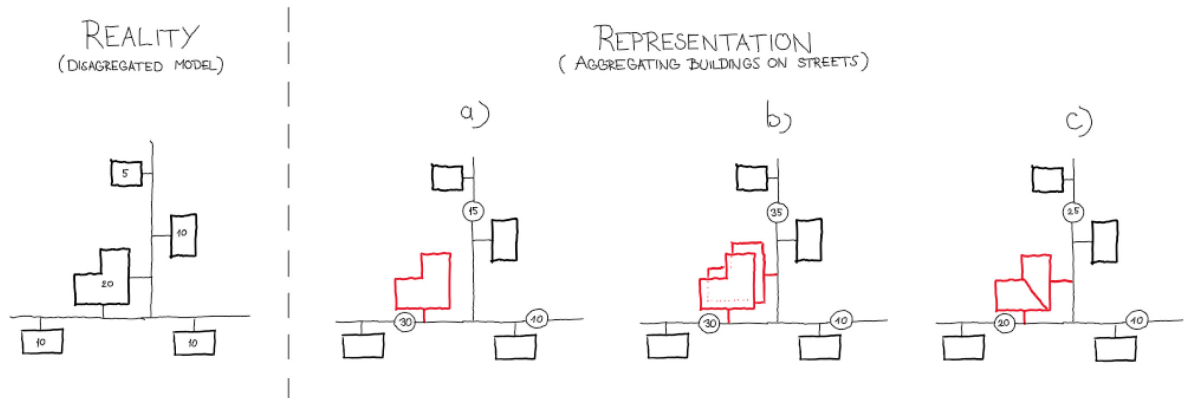 REALITY
(DISAGREGATED MODEL)
REPRESENTATION
(AGGREGATING BUILDINGS ON STREETS)
a)
b)
c)
5
10
20
10
10
15
30
10
35
30
10
25
20
10